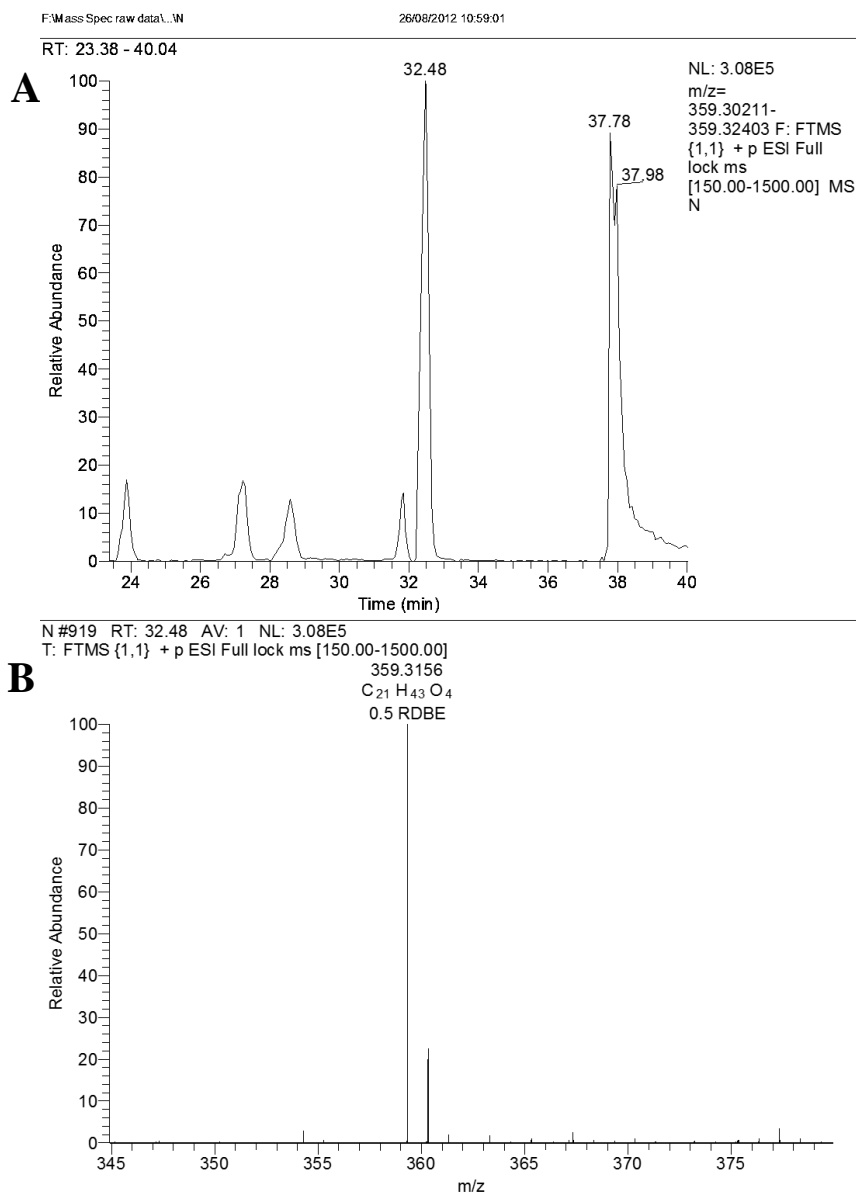 F:\Mass Spec raw data\...\N 26/08/2012 10:59:01
RT: 23.38 - 40.04
A
NL: 3.08E5
m/z=
359.30211-
359.32403 F: FTMS
{1,1} + p ESI Full
lock ms
[150.00-1500.00] MS
N
32.48
37.78
37.98
100
90
80
70
60
50
40
30
20
10
0
Relative Abundance
24 26 28 30 32 34 36 38 40
Time (min)
N #919 RT: 32.48 AV: 1 NL: 3.08E5
T: FTMS {1,1} + p ESI Full lock ms [150.00-1500.00]
B
359.3156
C21 H43 O4
0.5 RDBE
100
90
80
70
60
50
40
30
20
10
0
Relative Abundance
345 350 355 360 365 370 375
m/z